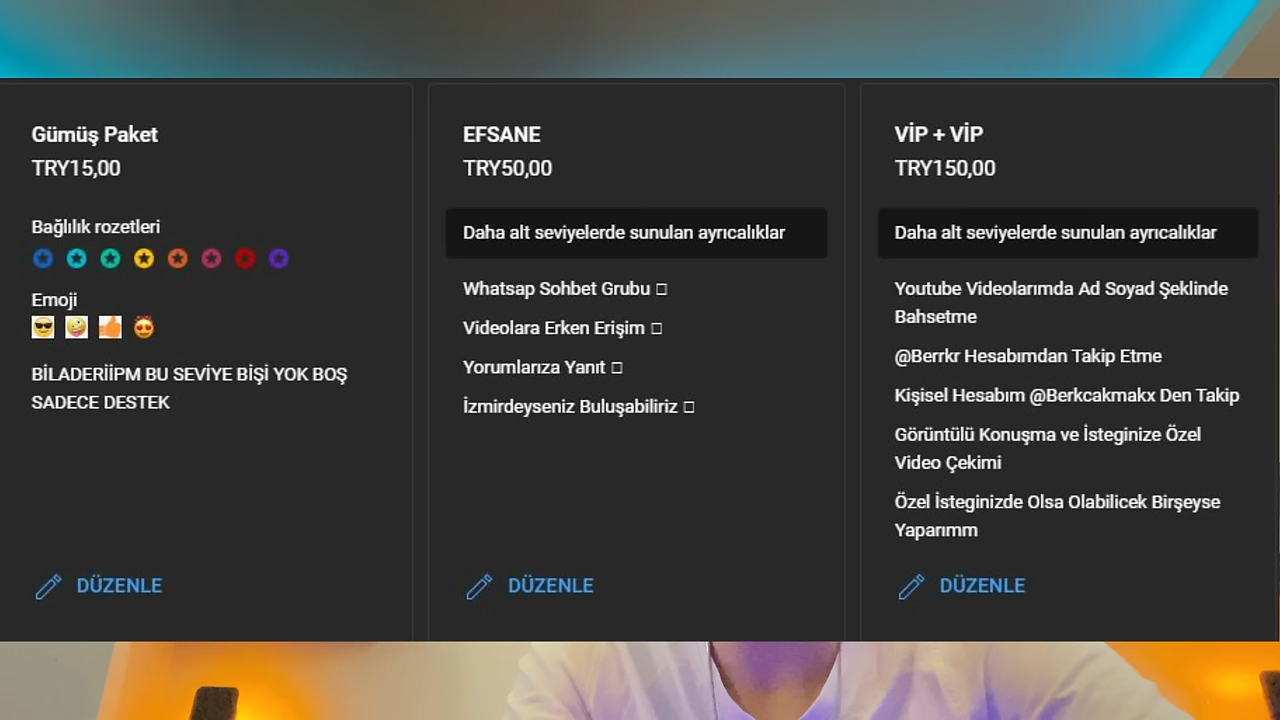 Gümüş Paket
TRY15,00
Bağlılık rozetleri
Emoji
BİLADERİİPM BU SEVİYE BİŞİ YOK BOŞ
SADECE DESTEK
DÜZENLE
EFSANE
TRY50,00
Daha alt seviyelerde sunulan ayrıcalıklar
Whatsap Sohbet Grubu □
Videolara Erken Erişim □
Yorumlarıza Yanıt □
İzmirdeyseniz Buluşabiliriz □
DÜZENLE
VİP + VİP
TRY150,00
Daha alt seviyelerde sunulan ayrıcalıklar
Youtube Videolarımda Ad Soyad Şeklinde
Bahsetme
@Berrkr Hesabımdan Takip Etme
Kişisel Hesabım @Berkcakmakx Den Takip
Görüntülü Konuşma ve İsteginize Özel
Video Çekimi
Özel İsteginizde Olsa Olabilicek Birşeyse
Yaparımm
DÜZENLE